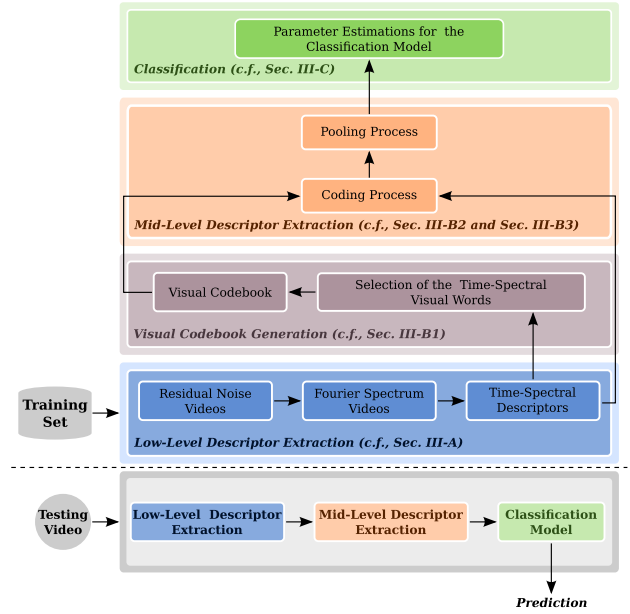 Parameter Estimations for the
Classification Model
Classification (c.f., Sec. III-C)
Pooling Process
Coding Process
Mid-Level Descriptor Extraction (c.f., Sec. III-B2 and Sec. III-B3)
Visual Codebook
Selection of the Time-Spectral
Visual Words
Visual Codebook Generation (c.f., Sec. III-B1)
Training
Set
Residual Noise
Videos
Fourier Spectrum
Videos
Time-Spectral
Descriptors
Low-Level Descriptor Extraction (c.f., Sec. III-A)
Testing
Video
Low-Level Descriptor
Extraction
Mid-Level Descriptor
Extraction
Classification
Model
Prediction